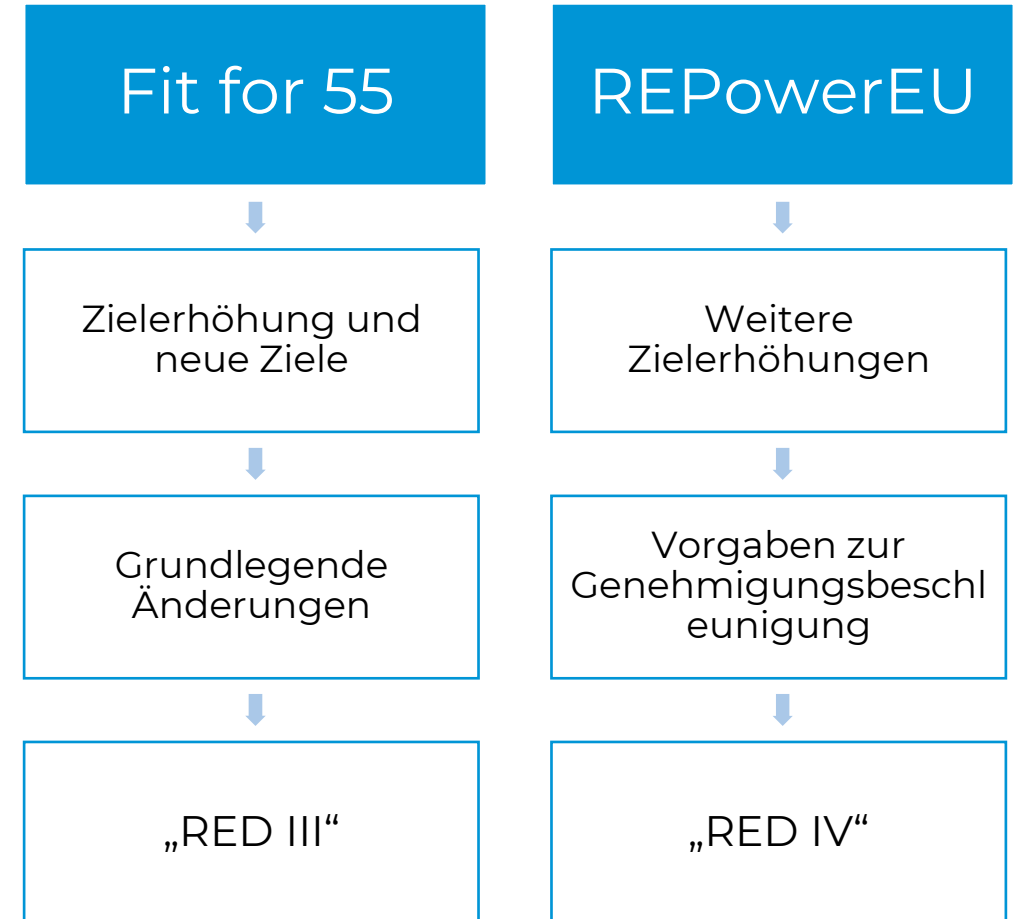 Fit for 55
Zielerhöhung und
neue Ziele
Grundlegende
Änderungen
„RED III“
REPowerEU
Weitere
Zielerhöhungen
Vorgaben zur
Genehmigungsbeschl
eunigung
„RED IV“